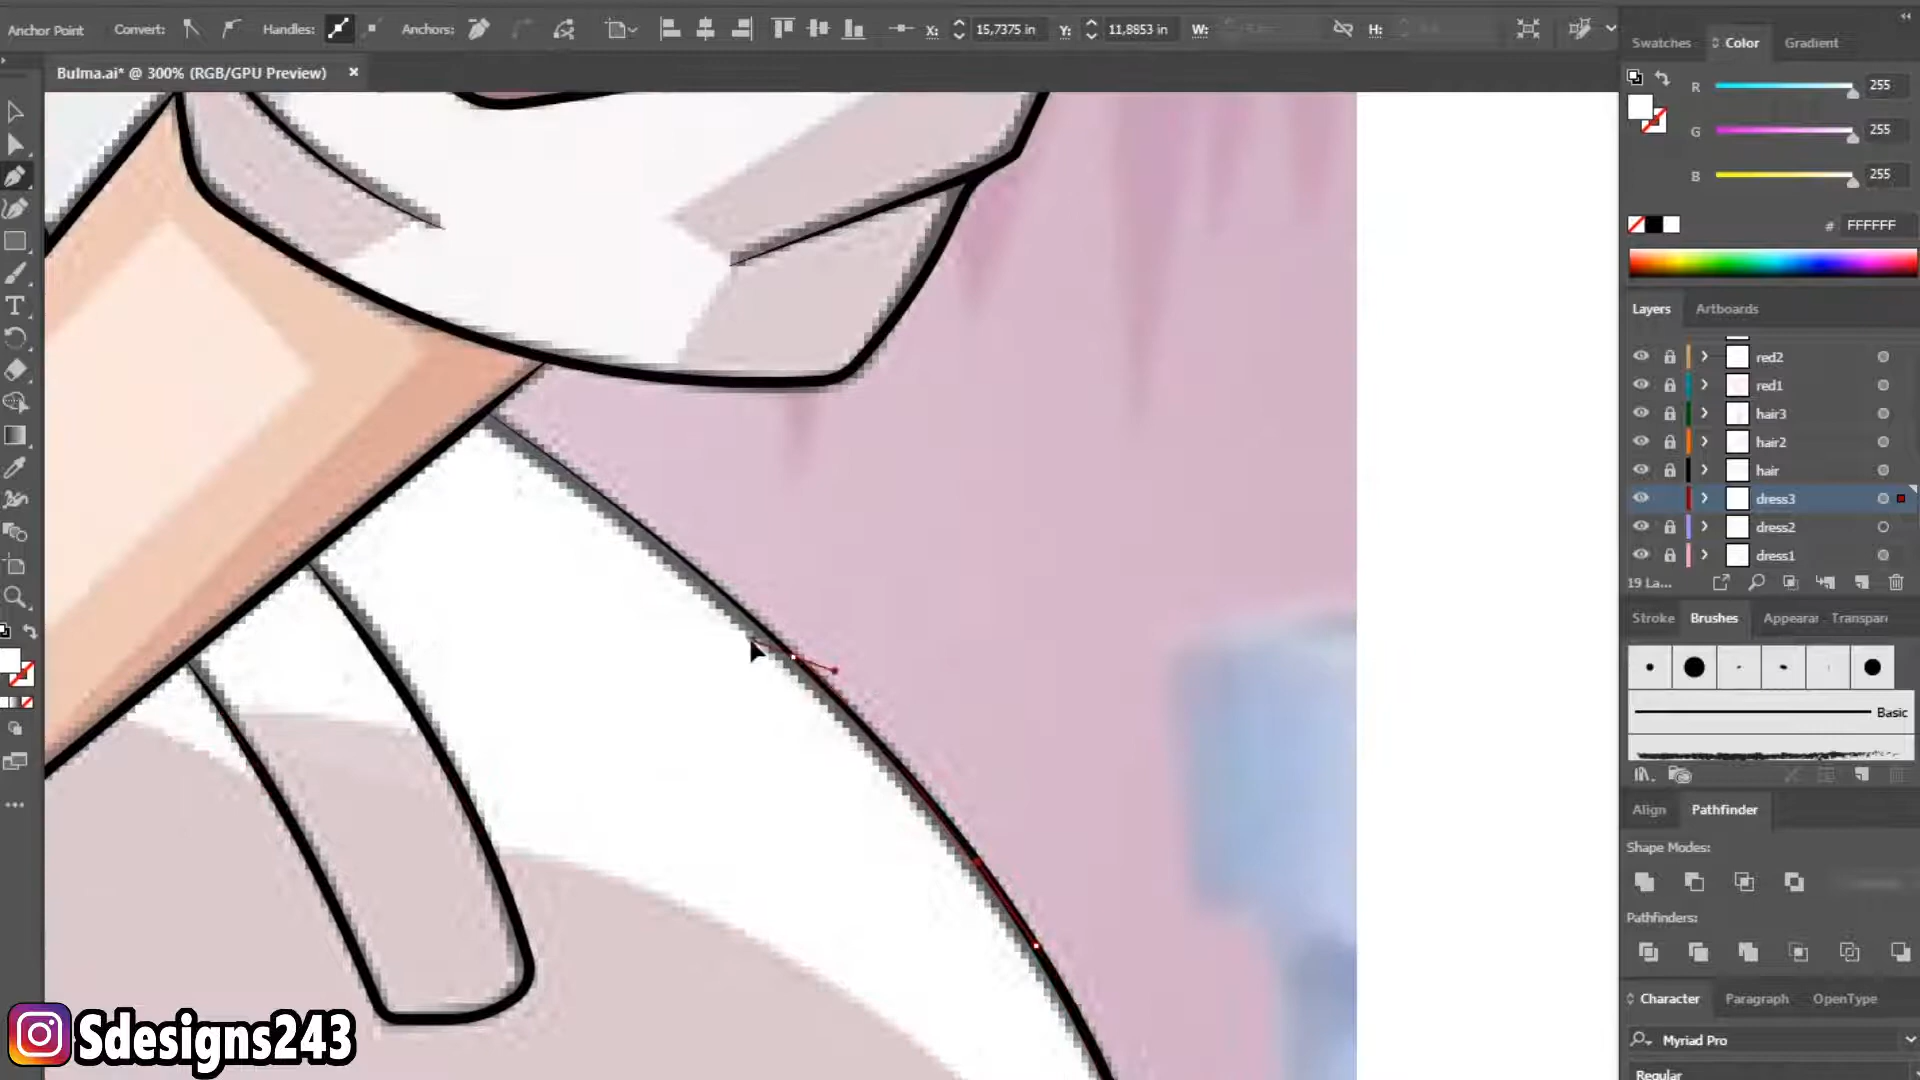 Anchor Point Convert: Handles: Anchors: X: 15,7375 in Y: 11,8853 in W: H:
Bulma.ai* @ 300% (RGB/GPU Preview) ×
Swatches Color Gradient
R 255
G 255
B 255
# FFFFFF
Layers Artboards
red2
red1
hair3
hair2
hair
dress3
dress2
dress1
19 La...
Stroke Brushes Appearar Transpare
Basic
Align Pathfinder
Shape Modes:
Pathfinders:
Character Paragraph OpenType
Myriad Pro
Regular
Sdesigns243